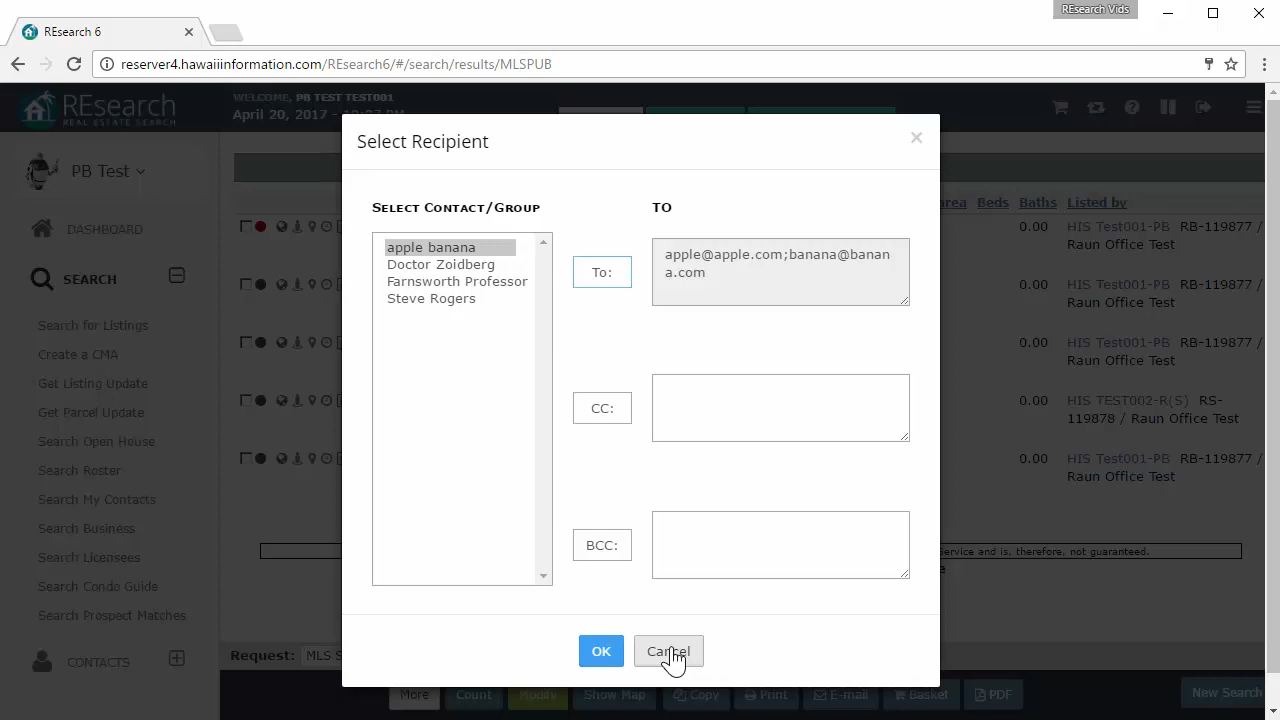 REsearch Vids
REsearch 6
reserver4.hawaiiinformation.com/REsearch6/#/search/results/MLSPUB
REsearch
REAL ESTATE SEARCH
WELCOME, PB TEST TEST001
April 20, 2017 -
PB Test
DASHBOARD
SEARCH
Search for Listings
Create a CMA
Get Listing Update
Get Parcel Update
Search Open House
Search Roster
Search My Contacts
Search Business
Search Licensees
Search Condo Guide
Search Prospect Matches
CONTACTS
Select Recipient
×
SELECT CONTACT/GROUP
TO
apple banana
Doctor Zoidberg
Farnsworth Professor
Steve Rogers
To:
apple@apple.com;banana@banan
a.com
CC:
BCC:
OK
Cancel
area Beds Baths Listed by
0.00 HIS Test001-PB RB-119877 /
Raun Office Test
0.00 HIS Test001-PB RB-119877 /
Raun Office Test
0.00 HIS Test001-PB RB-119877 /
Raun Office Test
0.00 HIS TEST002-R(S) RS-
119878 / Raun Office Test
0.00 HIS Test001-PB RB-119877 /
Raun Office Test
Service and is, therefore, not guaranteed.
Request: MLS S
More Count Modify Show Map Copy Print E-mail Basket PDF New Search